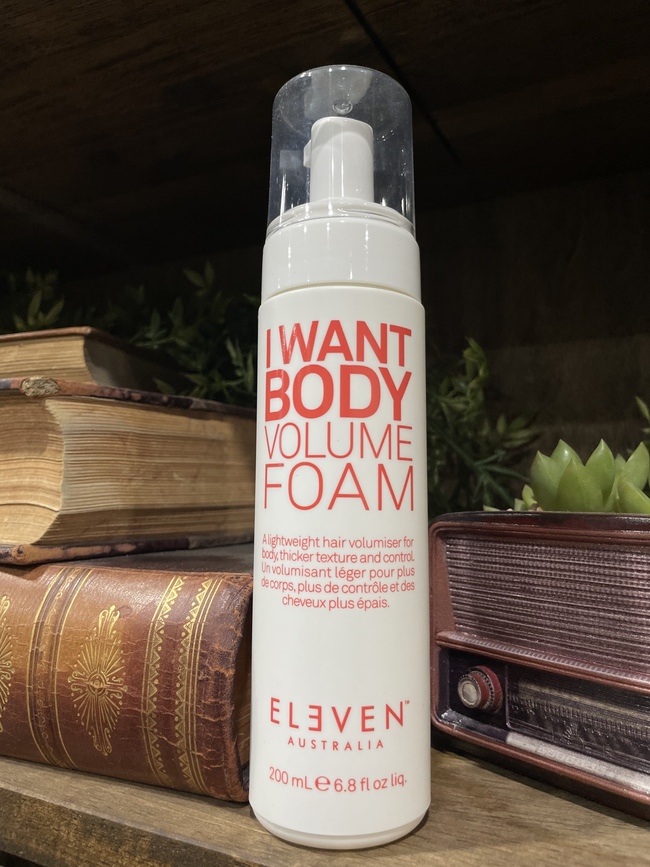 I WANT
BODY
VOLUME
FOAM
A lightweight hair volumiser for
body, thicker texture and control.
Un volumisant léger pour plus
de corps, plus de contrôle et des
cheveux plus épais.
ELEVEN™
AUSTRALIA
200 mL ℮ 6.8 fl oz liq.